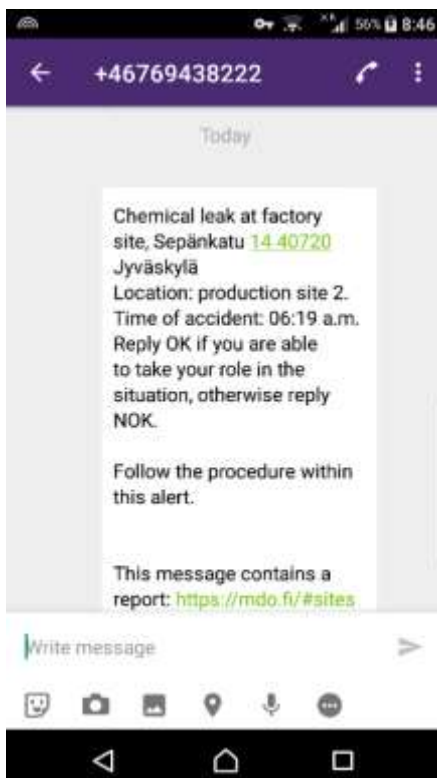 56% 8:46
+46769438222
Today
Chemical leak at factory
site, Sepänkatu 14 40720
Jyväskylä
Location: production site 2.
Time of accident: 06:19 a.m.
Reply OK if you are able
to take your role in the
situation, otherwise reply
NOK.
Follow the procedure within
this alert.
This message contains a
report: https://mdo.fi/#sites
Write message